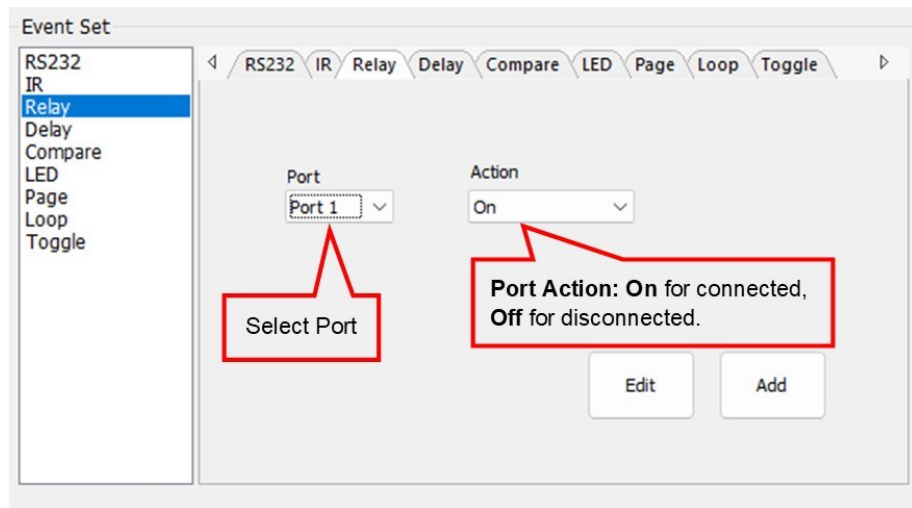 Event Set
RS232
IR
Relay
Delay
Compare
LED
Page
Loop
Toggle
RS232 IR Relay Delay Compare LED Page Loop Toggle
Port
Action
Port 1
On
Select Port
Port Action: On for connected,
Off for disconnected.
Edit
Add